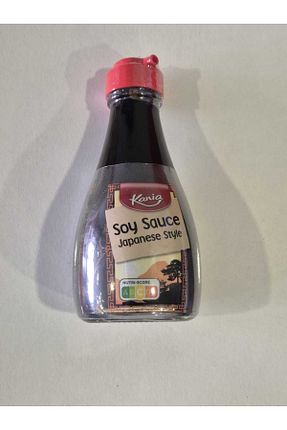 Kania
Soy Sauce
Japanese Style
NUTRI-SCORE